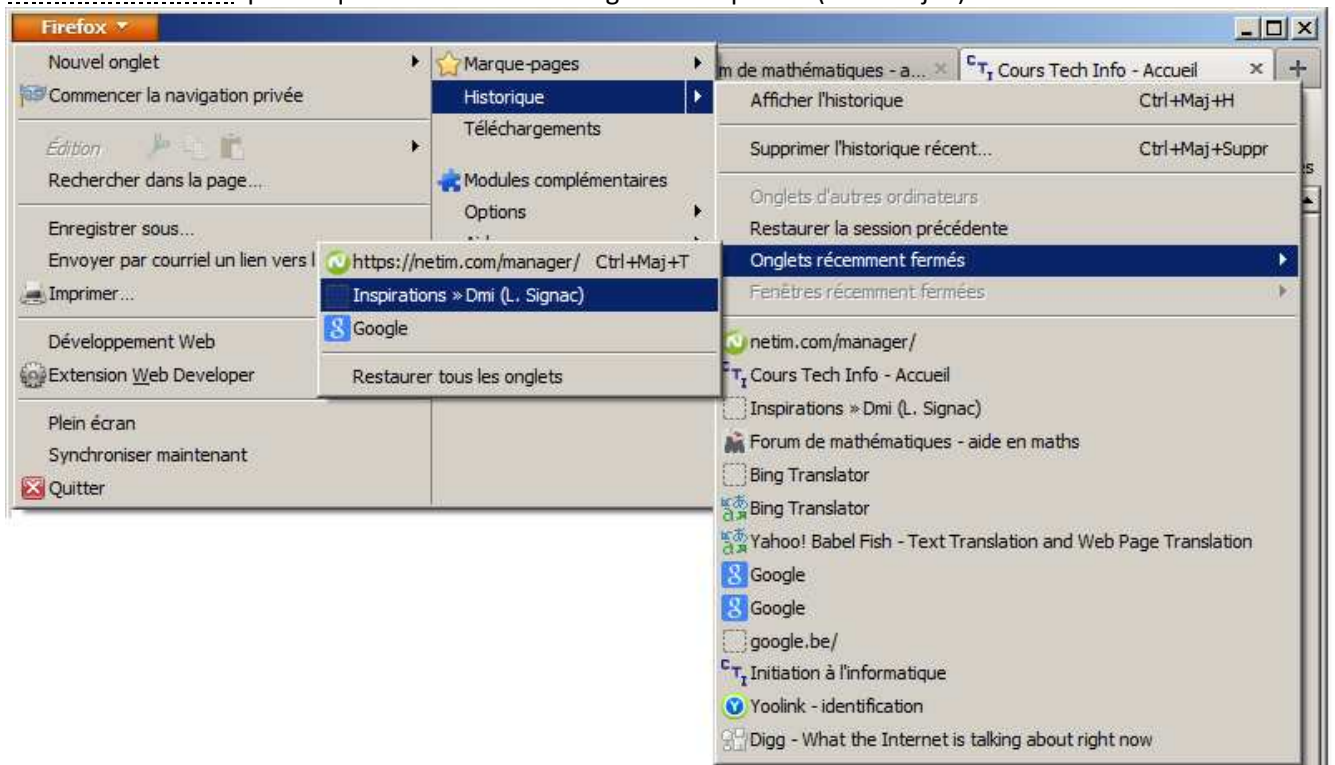 Firefox
Nouvel onglet
Commencer la navigation privée
Édition
Rechercher dans la page...
Enregistrer sous...
Envoyer par courriel un lien vers l
Imprimer...
Développement Web
Extension Web Developer
Plein écran
Synchroniser maintenant
Quitter
Marque-pages
Historique
Téléchargements
Modules complémentaires
Options
https://netim.com/manager/ Ctrl+Maj+T
Inspirations » Dmi (L. Signac)
Google
Restaurer tous les onglets
m de mathématiques - a... × CTI Cours Tech Info - Accueil × +
Afficher l'historique Ctrl+Maj+H
Supprimer l'historique récent... Ctrl+Maj+Suppr
Onglets d'autres ordinateurs
Restaurer la session précédente
Onglets récemment fermés
Fenêtres récemment fermées
netim.com/manager/
CTI Cours Tech Info - Accueil
Inspirations » Dmi (L. Signac)
Forum de mathématiques - aide en maths
Bing Translator
Bing Translator
Yahoo! Babel Fish - Text Translation and Web Page Translation
Google
Google
google.be/
CTI Initiation à l'informatique
Yoolink - identification
Digg - What the Internet is talking about right now